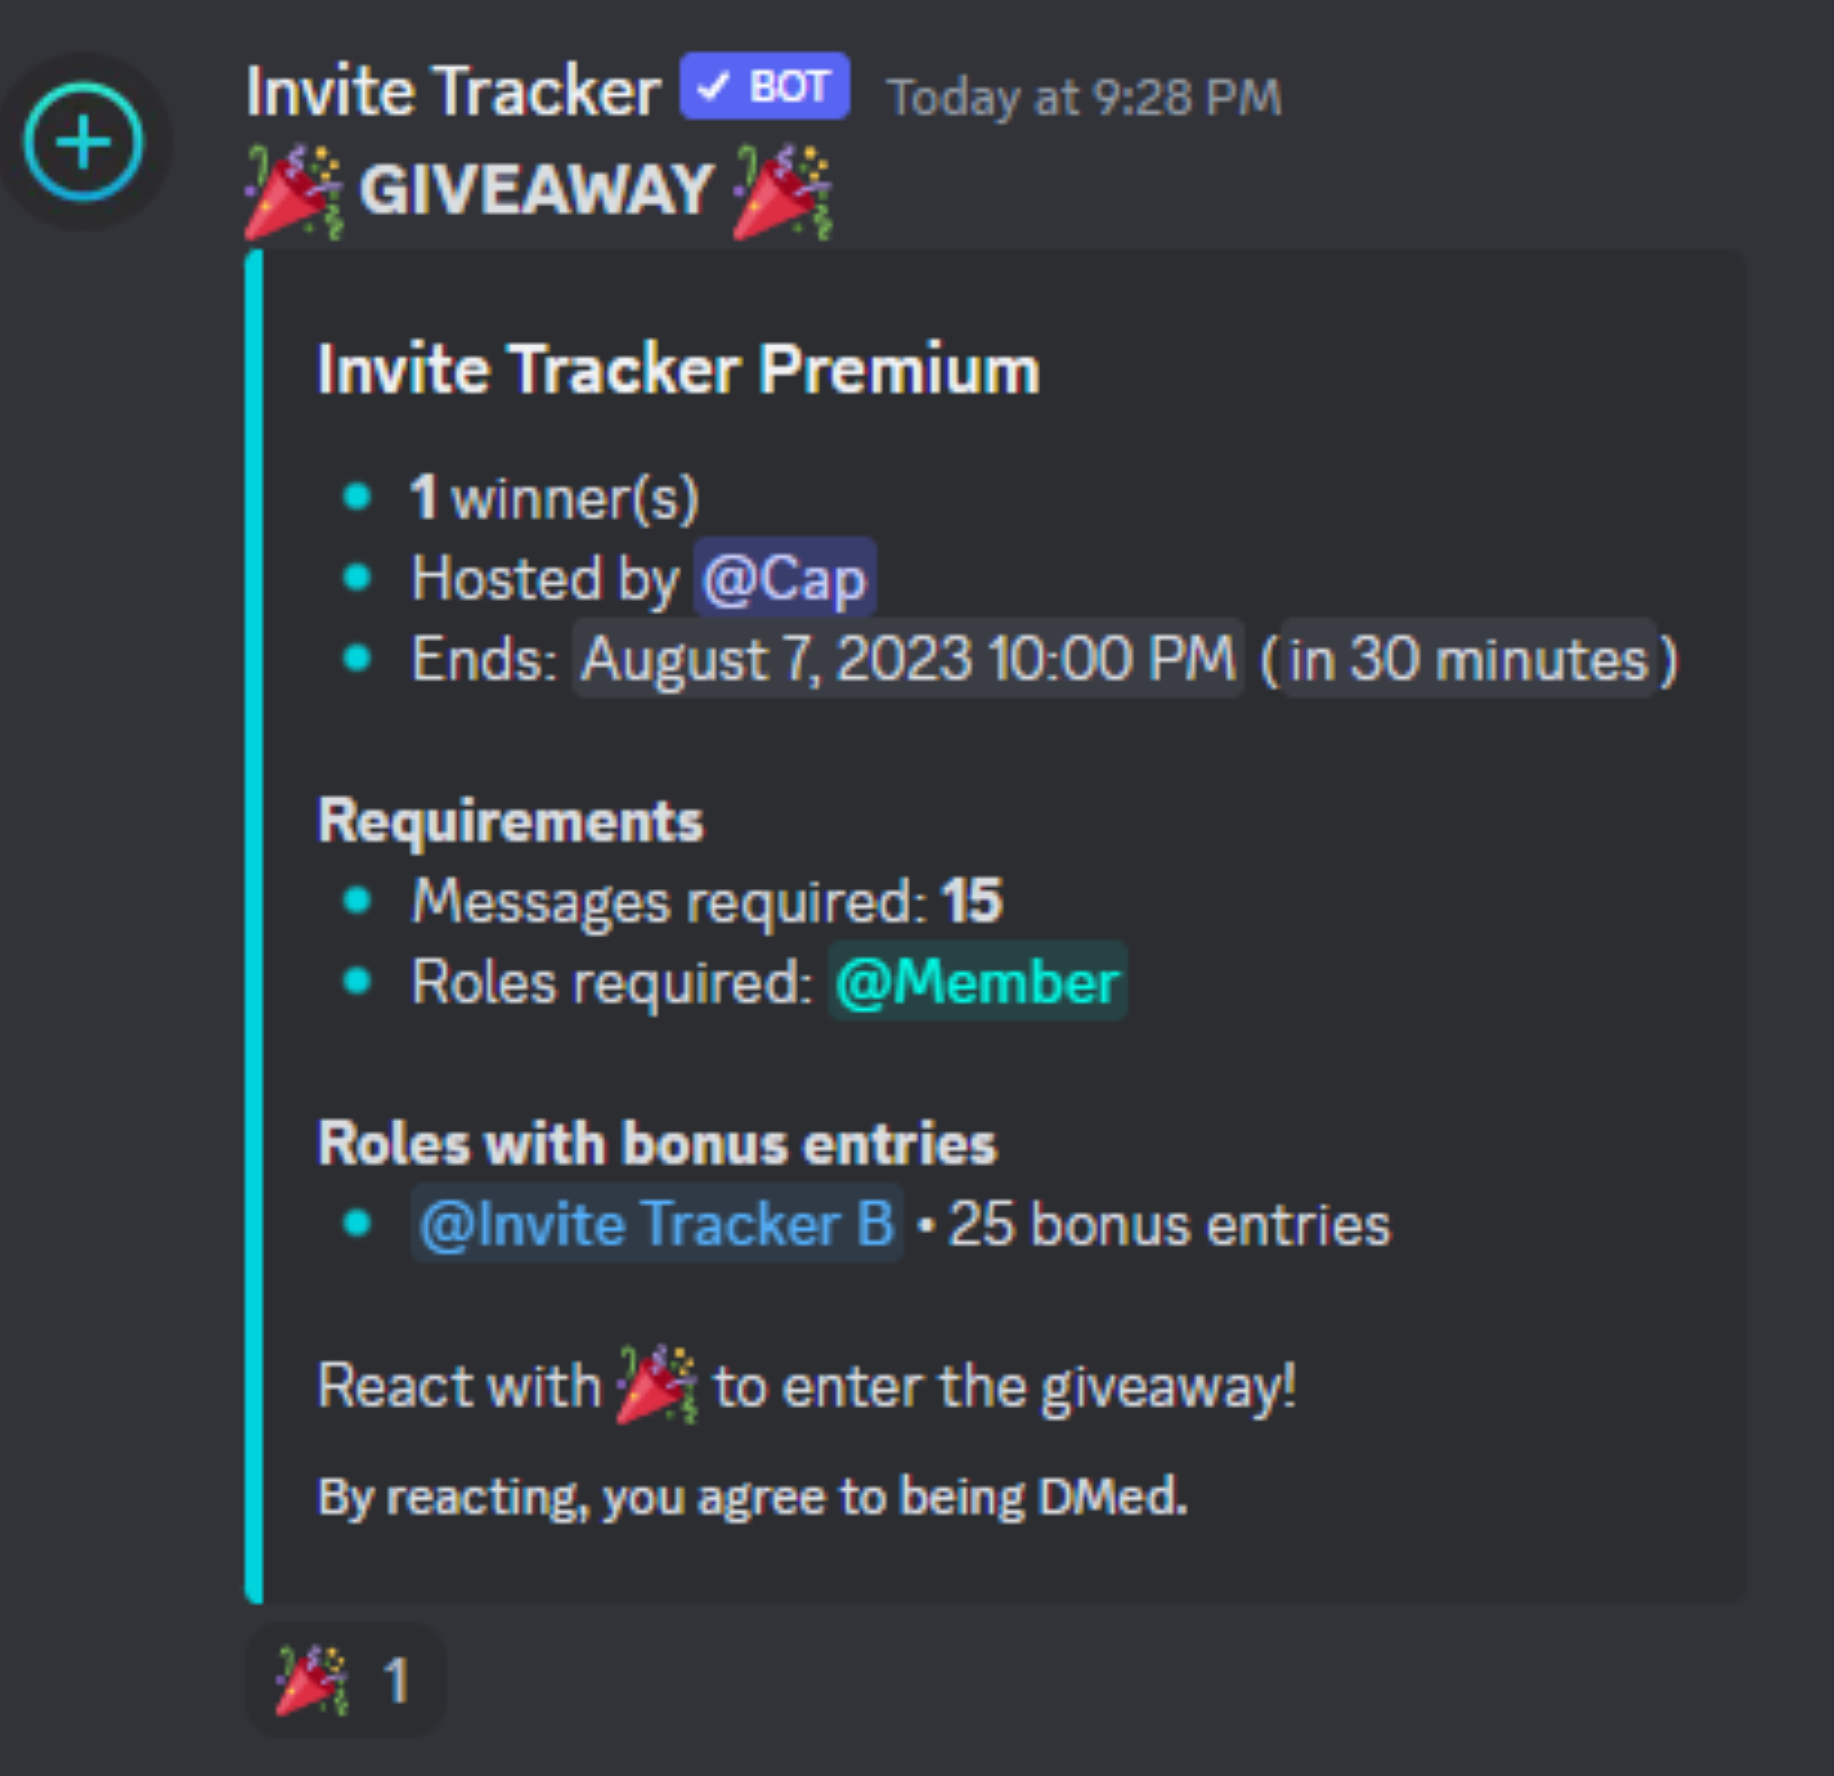 Invite Tracker ✓ BOT Today at 9:28 PM
🎉 GIVEAWAY 🎉
Invite Tracker Premium
• 1 winner(s)
• Hosted by @Cap
• Ends: August 7, 2023 10:00 PM (in 30 minutes)
Requirements
• Messages required: 15
• Roles required: @Member
Roles with bonus entries
• @Invite Tracker B • 25 bonus entries
React with 🎉 to enter the giveaway!
By reacting, you agree to being DMed.
🎉 1